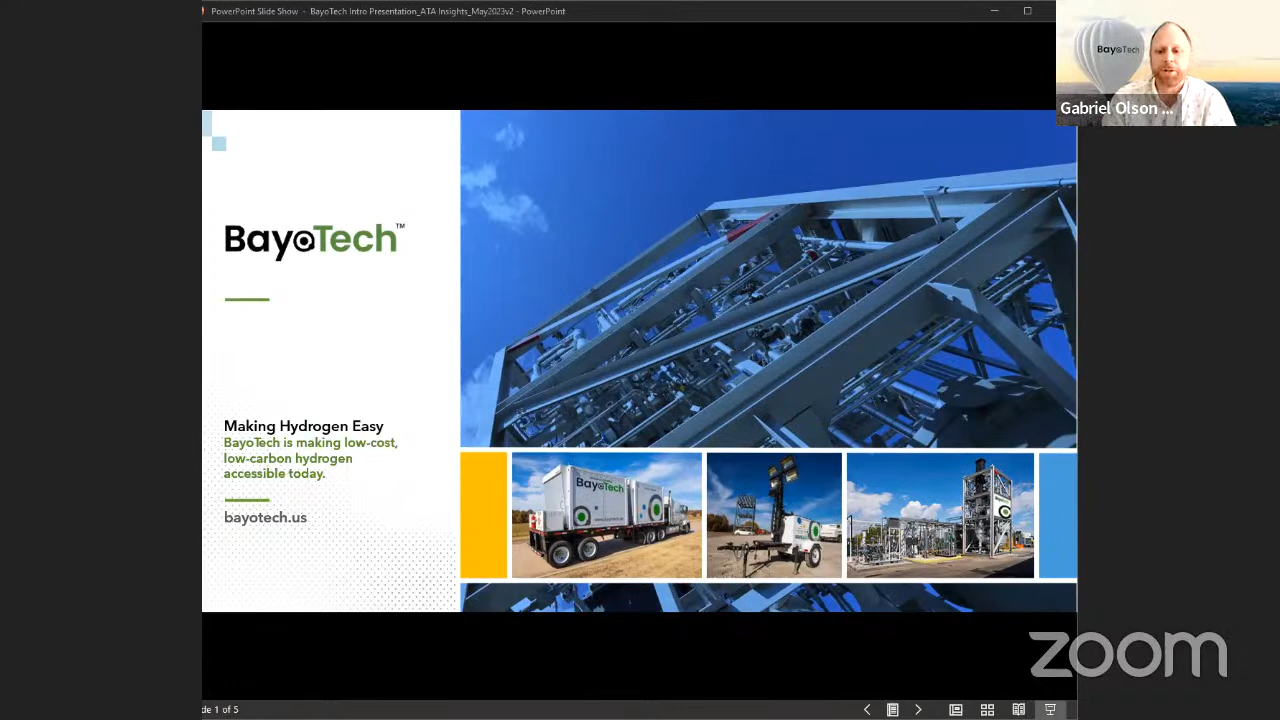 PowerPoint Slide Show - BayoTech Intro Presentation_ATA Insights_May2023v2 - PowerPoint
BayoTech
Gabriel Olson ...
BayoTech™
Making Hydrogen Easy
BayoTech is making low-cost,
low-carbon hydrogen
accessible today.
bayotech.us
BayoTech
zoom
de 1 of 5